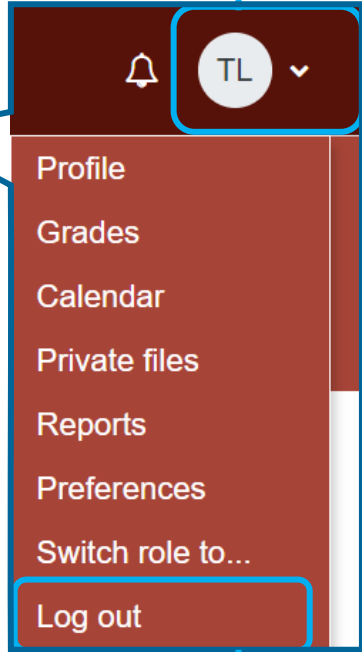 TL
Profile
Grades
Calendar
Private files
Reports
Preferences
Switch role to...
Log out